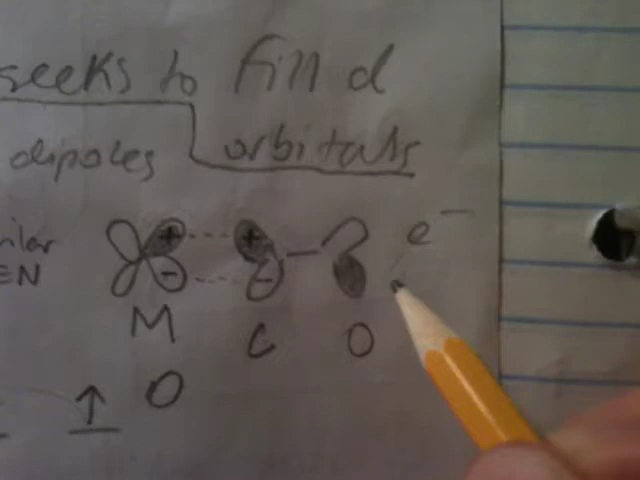 seeks to fill d
dipoles orbitals
e⁻
EN
+ +
- -
M C O
O
↑